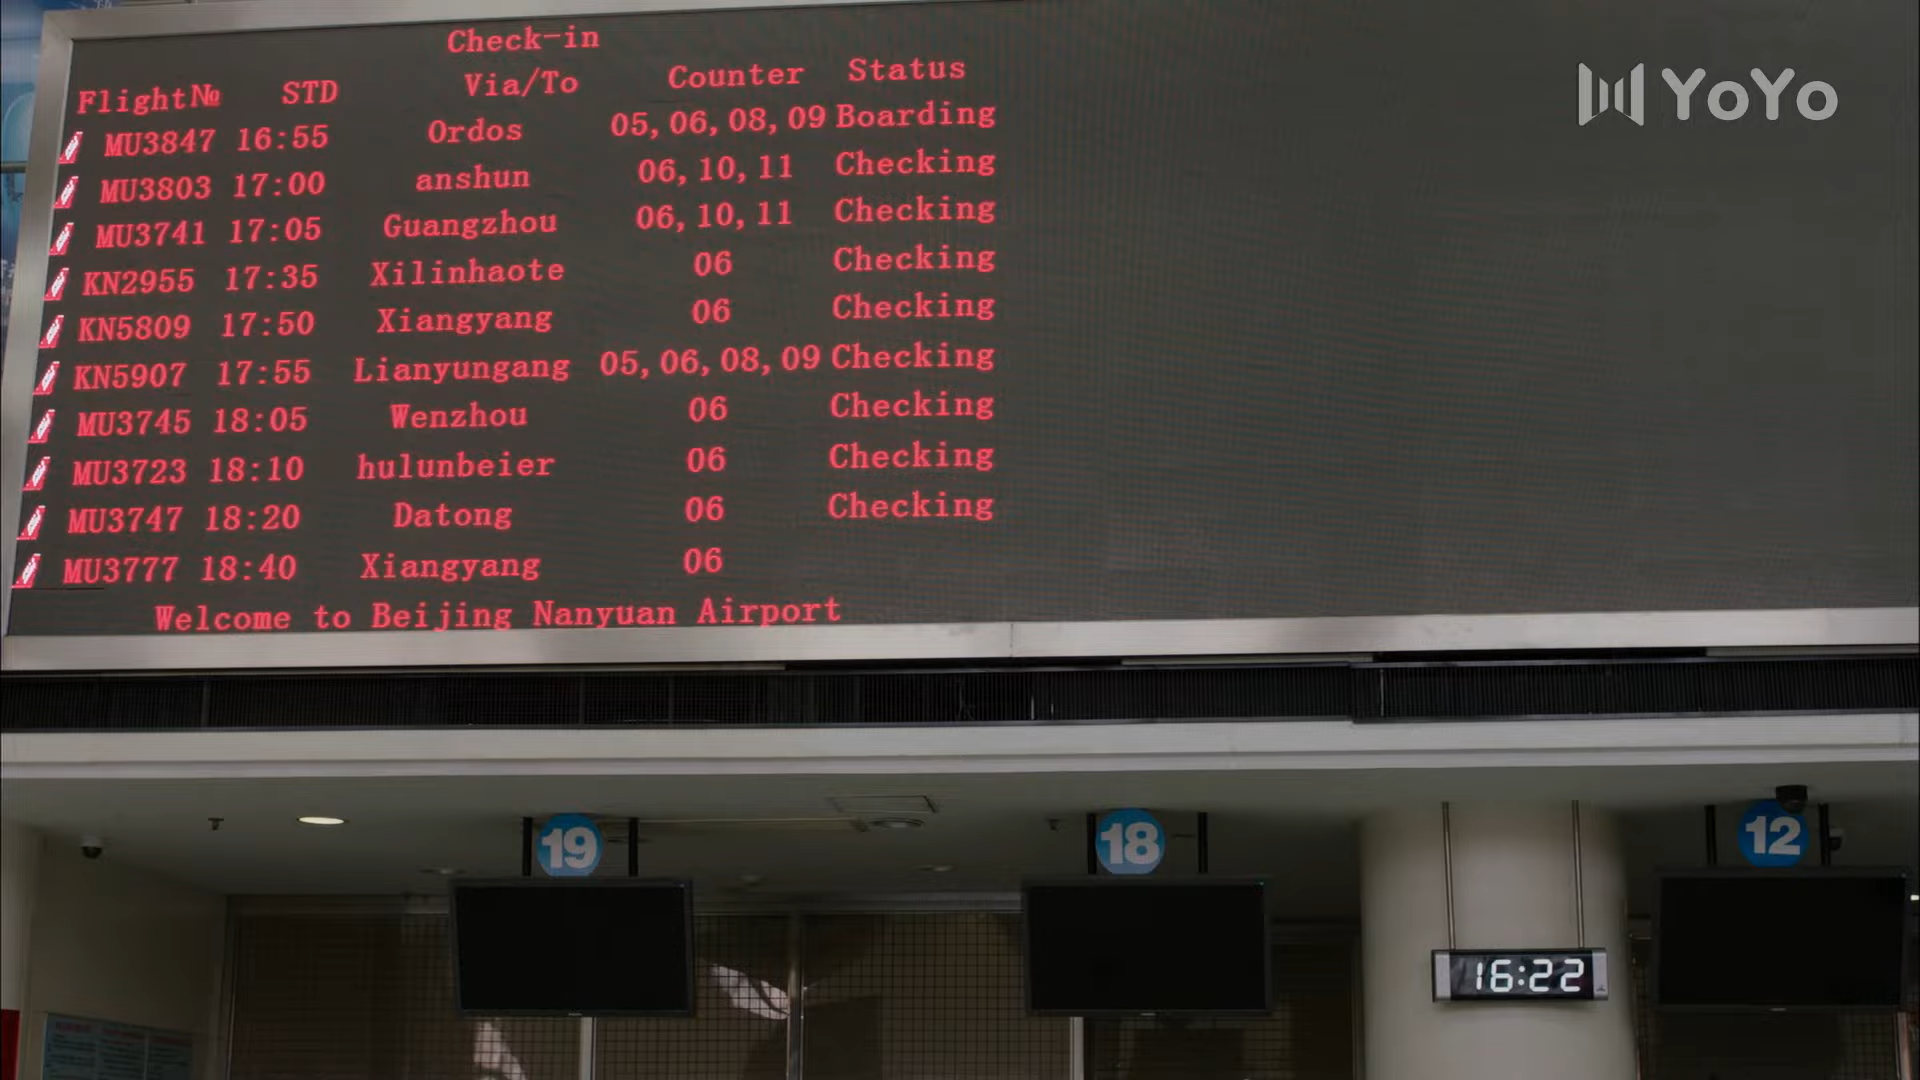 Check-in
Flight№ STD Via/To Counter Status
MU3847 16:55 Ordos 05,06,08,09 Boarding
MU3803 17:00 anshun 06,10,11 Checking
MU3741 17:05 Guangzhou 06,10,11 Checking
KN2955 17:35 Xilinhaote 06 Checking
KN5809 17:50 Xiangyang 06 Checking
KN5907 17:55 Lianyungang 05,06,08,09 Checking
MU3745 18:05 Wenzhou 06 Checking
MU3723 18:10 hulunbeier 06 Checking
MU3747 18:20 Datong 06 Checking
MU3777 18:40 Xiangyang 06
Welcome to Beijing Nanyuan Airport
YoYo
19
18
12
16:22